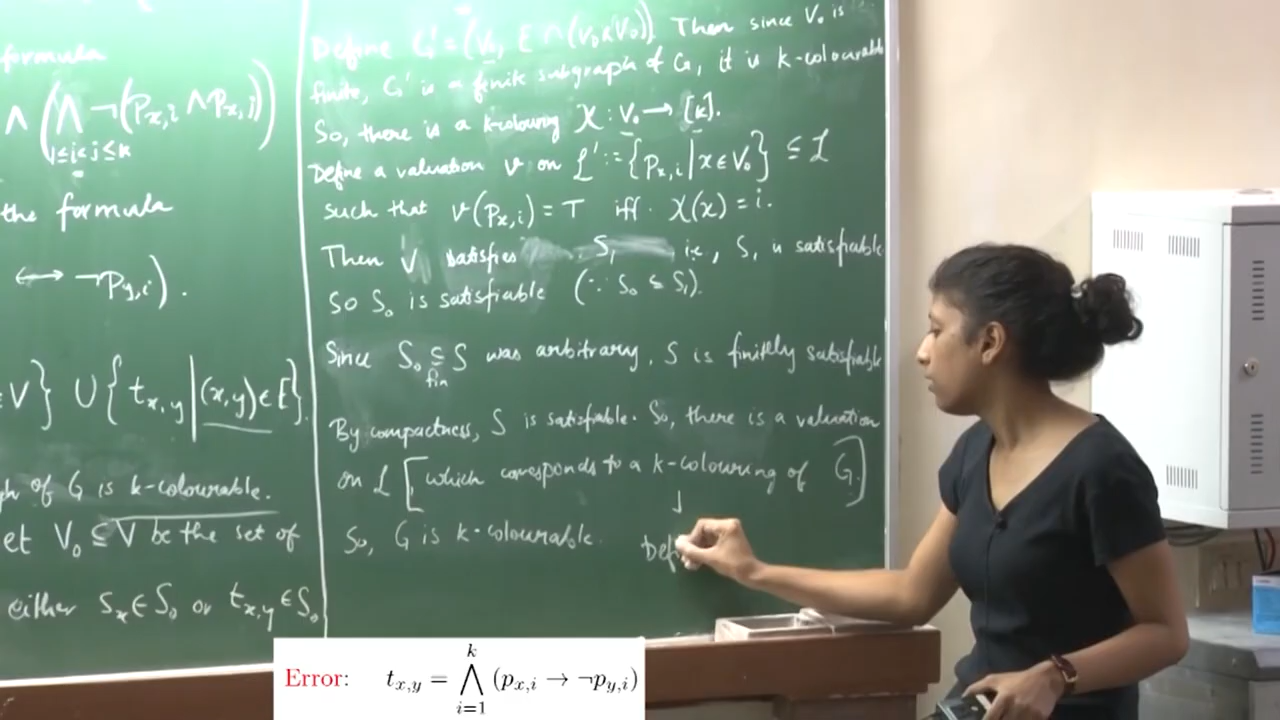 formula
∧ (⋀ ¬(P_{x,i} ∧ P_{x,j}))
1≤i<j≤k
the formula
↔ ¬P_{y,i}).
∈V} ∪ {t_{x,y} | (x,y)∈E}.
ph of G is k-colourable.
et V₀ ⊆ V be the set of
either S_x ∈ S₀ or t_{x,y} ∈ S₀
Define G' = (V₀, E ∩ (V₀×V₀)). Then since V₀ is
finite, G' is a finite subgraph of G, it is k-colourable
So, there is a k-colouring χ : V₀ → [k].
Define a valuation v on L' := {P_{x,i} | x ∈ V₀} ⊆ L
such that v(P_{x,i}) = T iff χ(x) = i.
Then v satisfies S₁ i.e, S₁ is satisfiable.
So S₀ is satisfiable (∵ S₀ ⊆ S₁).
Since S₀ ⊆ S was arbitrary, S is finitely satisfiable
fin
By compactness, S is satisfiable. So, there is a valuation
on L [which corresponds to a k-colouring of G.]
↓
So, G is k-colourable. Def
Error: t_{x,y} = ⋀_{i=1}^{k} (p_{x,i} → ¬p_{y,i})